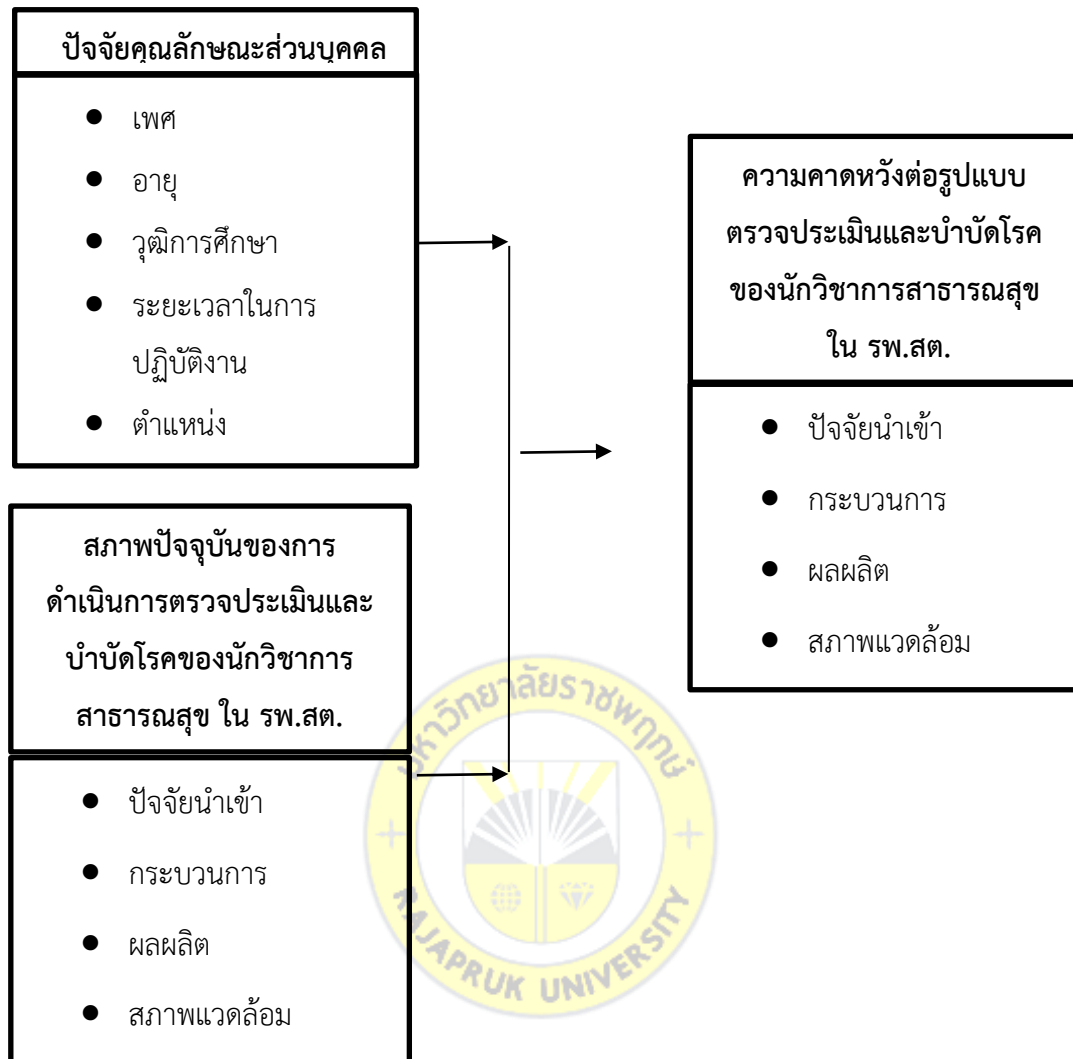 ปัจจัยคุณลักษณะส่วนบุคคล
● เพศ
● อายุ
● วุฒิการศึกษา
● ระยะเวลาในการ
ปฏิบัติงาน
● ตำแหน่ง
สภาพปัจจุบันของการ
ดำเนินการตรวจประเมินและ
บำบัดโรคของนักวิชาการ
สาธารณสุข ใน รพ.สต.
● ปัจจัยนำเข้า
● กระบวนการ
● ผลผลิต
● สภาพแวดล้อม
ความคาดหวังต่อรูปแบบ
ตรวจประเมินและบำบัดโรค
ของนักวิชาการสาธารณสุข
ใน รพ.สต.
● ปัจจัยนำเข้า
● กระบวนการ
● ผลผลิต
● สภาพแวดล้อม
มหาวิทยาลัยราชพฤกษ์
RAJAPRUK UNIVERSITY